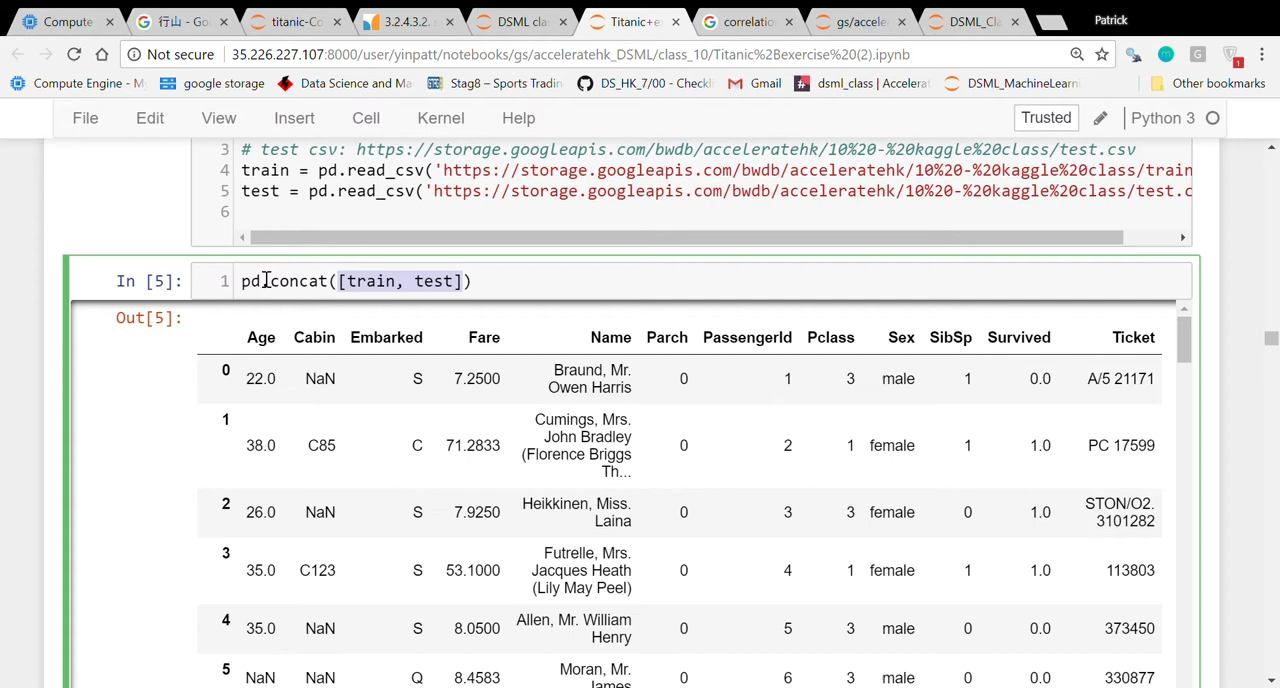 Compute
行山 - Go
titanic-Co
3.2.4.3.2.
DSML clas
Titanic+e
correlatio
gs/accele
DSML_Cla
Patrick
Not secure
35.226.227.107:8000/user/yinpatt/notebooks/gs/acceleratehk_DSML/class_10/Titanic%2Bexercise%20(2).ipynb
G
1
Compute Engine - My
google storage
Data Science and Ma
Stag8 – Sports Tradin
DS_HK_7/00 - Checkl
Gmail
dsml_class | Accelerat
DSML_MachineLearni
Other bookmarks
File Edit View Insert Cell Kernel Help
Trusted
Python 3
3 # test csv: https://storage.googleapis.com/bwdb/acceleratehk/10%20-%20kaggle%20class/test.csv
4 train = pd.read_csv('https://storage.googleapis.com/bwdb/acceleratehk/10%20-%20kaggle%20class/train
5 test = pd.read_csv('https://storage.googleapis.com/bwdb/acceleratehk/10%20-%20kaggle%20class/test.c
6
In [5]: 1 pd.concat([train, test])
Out[5]:
Age Cabin Embarked Fare Name Parch PassengerId Pclass Sex SibSp Survived Ticket
0 22.0 NaN S 7.2500 Braund, Mr. Owen Harris 0 1 3 male 1 0.0 A/5 21171
1 38.0 C85 C 71.2833 Cumings, Mrs. John Bradley (Florence Briggs Th... 0 2 1 female 1 1.0 PC 17599
2 26.0 NaN S 7.9250 Heikkinen, Miss. Laina 0 3 3 female 0 1.0 STON/O2. 3101282
3 35.0 C123 S 53.1000 Futrelle, Mrs. Jacques Heath (Lily May Peel) 0 4 1 female 1 1.0 113803
4 35.0 NaN S 8.0500 Allen, Mr. William Henry 0 5 3 male 0 0.0 373450
5 NaN NaN Q 8.4583 Moran, Mr. James 0 6 3 male 0 0.0 330877